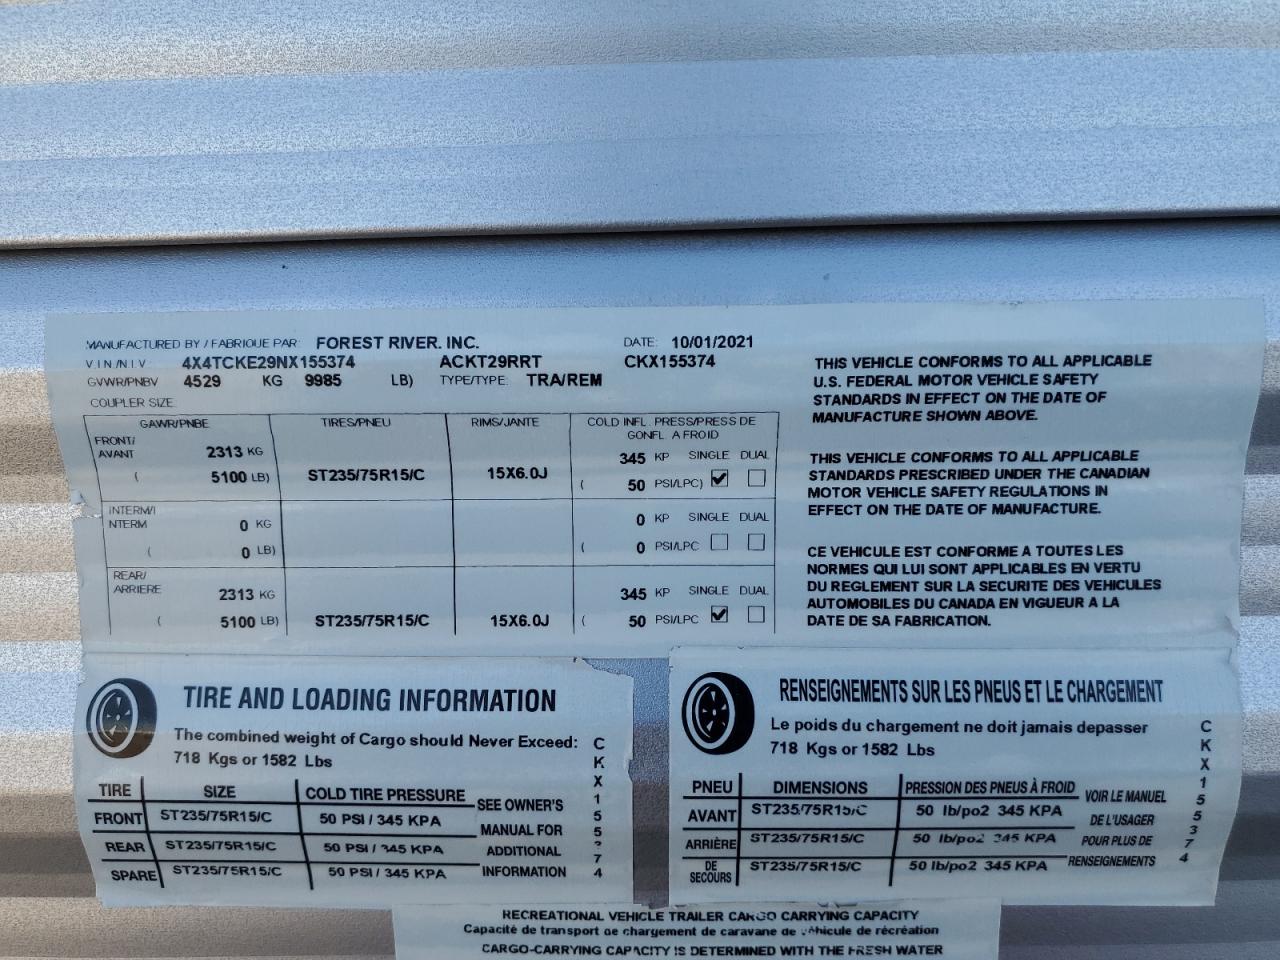 MANUFACTURED BY / FABRIQUE PAR: FOREST RIVER, INC. DATE: 10/01/2021
VIN/NIV: 4X4TCKE29NX155374 ACKT29RRT CKX155374
GVWR/PNBV 4529 KG 9985 LB) TYPE/TYPE: TRA/REM
COUPLER SIZE
GAWR/PNBE TIRES/PNEU RIMS/JANTE COLD INFL. PRESS/PRESS DE
GONFL. A FROID
FRONT/
AVANT 2313 KG 345 KP SINGLE DUAL
( 5100 LB) ST235/75R15/C 15X6.0J ( 50 PSI/LPC)
INTERM/I
NTERM 0 KG 0 KP SINGLE DUAL
( 0 LB) ( 0 PSI/LPC
REAR/
ARRIERE 2313 KG 345 KP SINGLE DUAL
( 5100 LB) ST235/75R15/C 15X6.0J ( 50 PSI/LPC
THIS VEHICLE CONFORMS TO ALL APPLICABLE
U.S. FEDERAL MOTOR VEHICLE SAFETY
STANDARDS IN EFFECT ON THE DATE OF
MANUFACTURE SHOWN ABOVE.
THIS VEHICLE CONFORMS TO ALL APPLICABLE
STANDARDS PRESCRIBED UNDER THE CANADIAN
MOTOR VEHICLE SAFETY REGULATIONS IN
EFFECT ON THE DATE OF MANUFACTURE.
CE VEHICULE EST CONFORME A TOUTES LES
NORMES QUI LUI SONT APPLICABLES EN VERTU
DU REGLEMENT SUR LA SECURITE DES VEHICULES
AUTOMOBILES DU CANADA EN VIGUEUR A LA
DATE DE SA FABRICATION.
TIRE AND LOADING INFORMATION
The combined weight of Cargo should Never Exceed:
718 Kgs or 1582 Lbs
TIRE SIZE COLD TIRE PRESSURE SEE OWNER'S
FRONT ST235/75R15/C 50 PSI / 345 KPA MANUAL FOR
REAR ST235/75R15/C 50 PSI / 345 KPA ADDITIONAL
SPARE ST235/75R15/C 50 PSI / 345 KPA INFORMATION
CKX155374
RENSEIGNEMENTS SUR LES PNEUS ET LE CHARGEMENT
Le poids du chargement ne doit jamais depasser
718 Kgs or 1582 Lbs
PNEU DIMENSIONS PRESSION DES PNEUS À FROID VOIR LE MANUEL
AVANT ST235/75R15/C 50 lb/po2 345 KPA DE L'USAGER
ARRIÈRE ST235/75R15/C 50 lb/po2 345 KPA POUR PLUS DE
DE
SECOURS ST235/75R15/C 50 lb/po2 345 KPA RENSEIGNEMENTS
CKX155374
RECREATIONAL VEHICLE TRAILER CARGO CARRYING CAPACITY
Capacité de transport de chargement de caravane de véhicule de récréation
CARGO-CARRYING CAPACITY IS DETERMINED WITH THE FRESH WATER